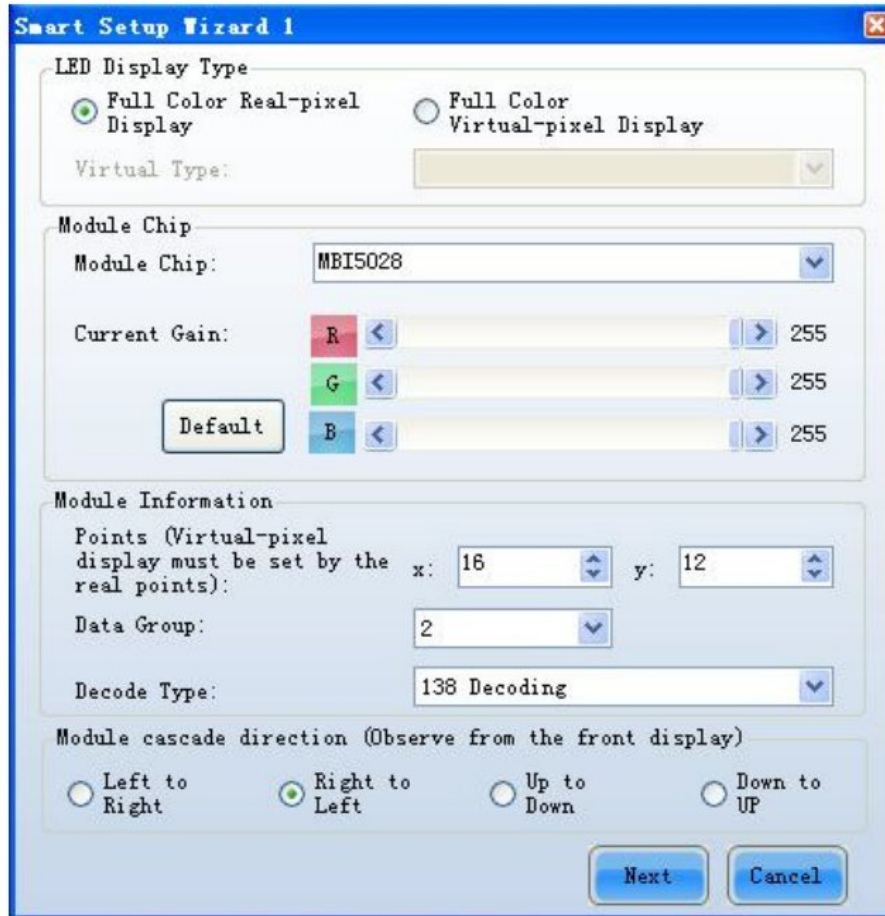 Smart Setup Wizard 1
LED Display Type
Full Color Real-pixel
Display
Full Color
Virtual-pixel Display
Virtual Type:
Module Chip
Module Chip:
MBI5028
Current Gain:
R
255
G
255
Default
B
255
Module Information
Points (Virtual-pixel
display must be set by the
real points):
x:
16
y:
12
Data Group:
2
Decode Type:
138 Decoding
Module cascade direction (Observe from the front display)
Left to
Right
Right to
Left
Up to
Down
Down to
UP
Next
Cancel